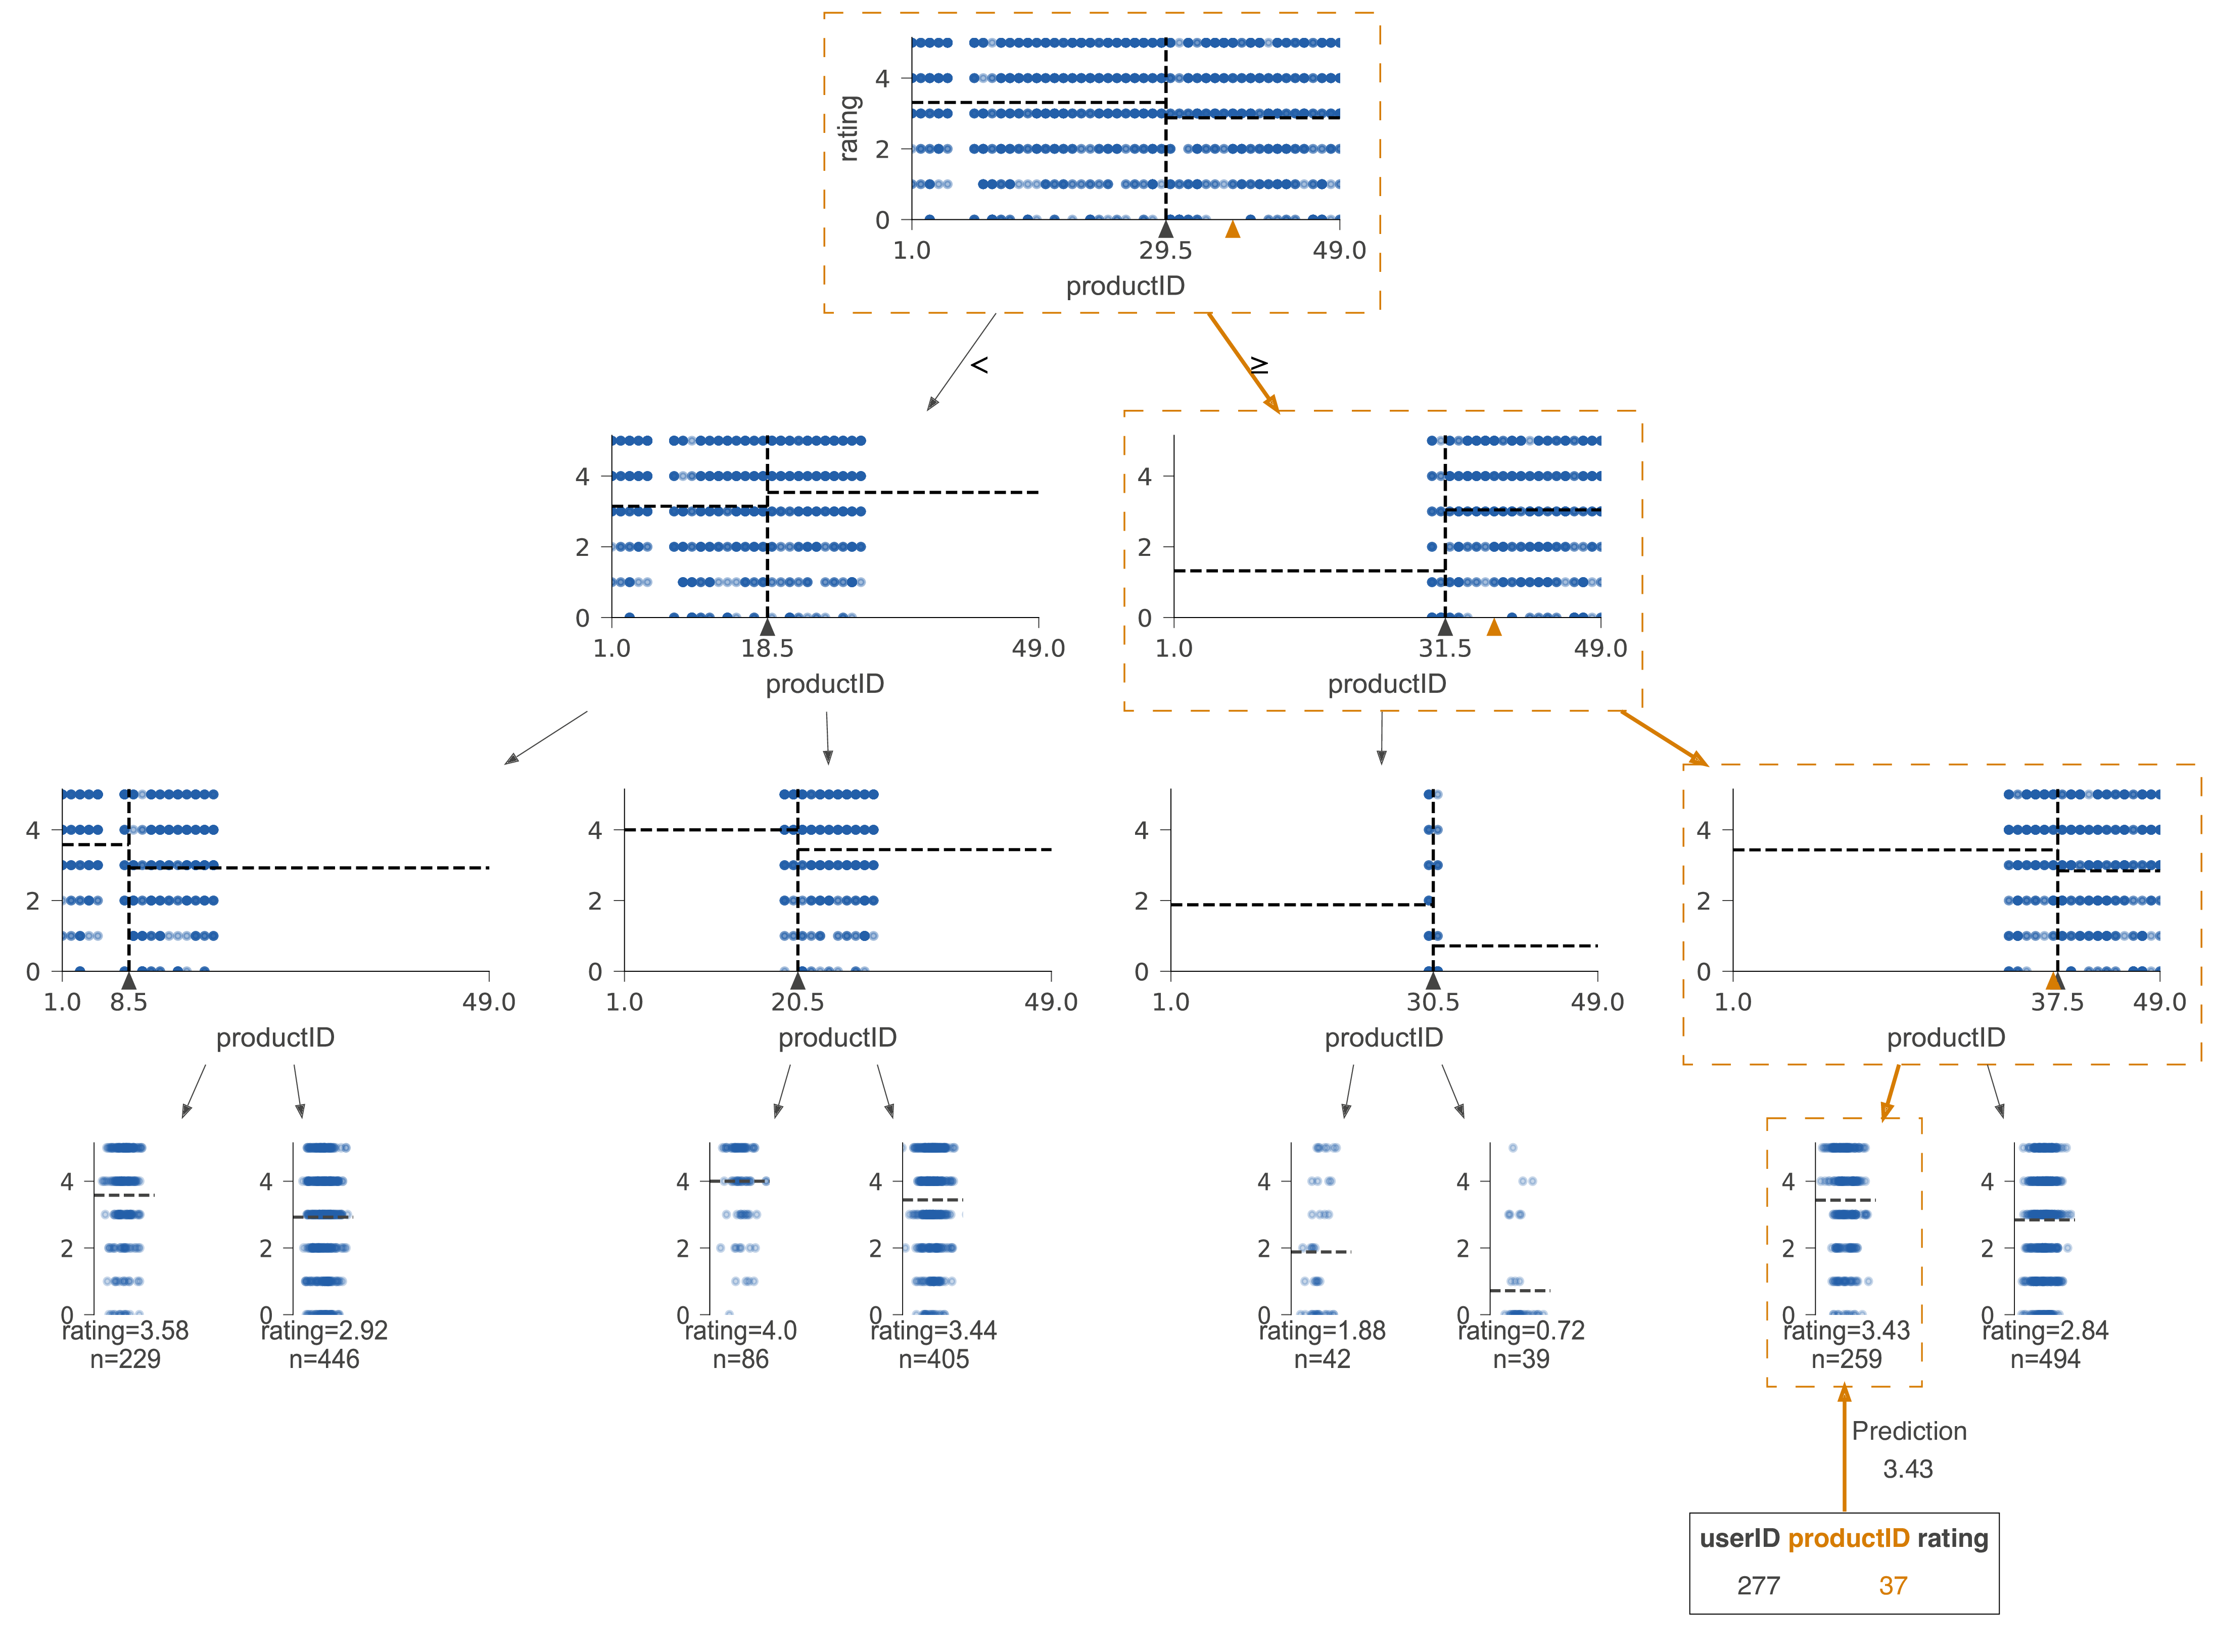 rating
4
2
0
1.0 29.5 49.0
productID
< ≥
4
2
0
1.0 18.5 49.0
productID
4
2
0
1.0 31.5 49.0
productID
4
2
0
1.0 8.5 49.0
productID
4
2
0
1.0 20.5 49.0
productID
4
2
0
1.0 30.5 49.0
productID
4
2
0
1.0 37.5 49.0
productID
4
2
0
rating=3.58
n=229
4
2
0
rating=2.92
n=446
4
2
0
rating=4.0
n=86
4
2
0
rating=3.44
n=405
4
2
0
rating=1.88
n=42
4
2
0
rating=0.72
n=39
4
2
0
rating=3.43
n=259
4
2
0
rating=2.84
n=494
Prediction
3.43
userID productID rating
277 37